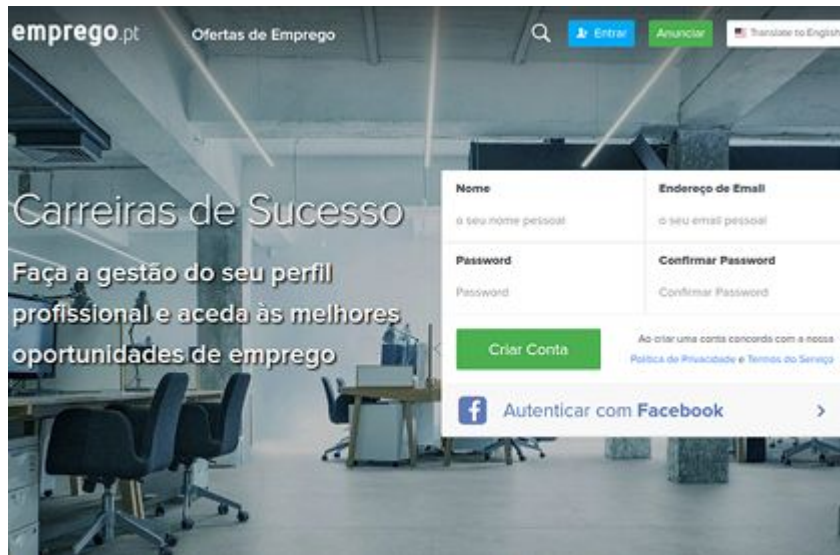 emprego.pt
Ofertas de Emprego
Entrar
Anunciar
Translate to English
Carreiras de Sucesso
Faça a gestão do seu perfil
profissional e aceda às melhores
oportunidades de emprego
Nome
Endereço de Email
o seu nome pessoal
o seu email pessoal
Password
Confirmar Password
Password
Confirmar Password
Criar Conta
Ao criar uma conta concorda com a nossa
Política de Privacidade e Termos do Serviço
Autenticar com Facebook